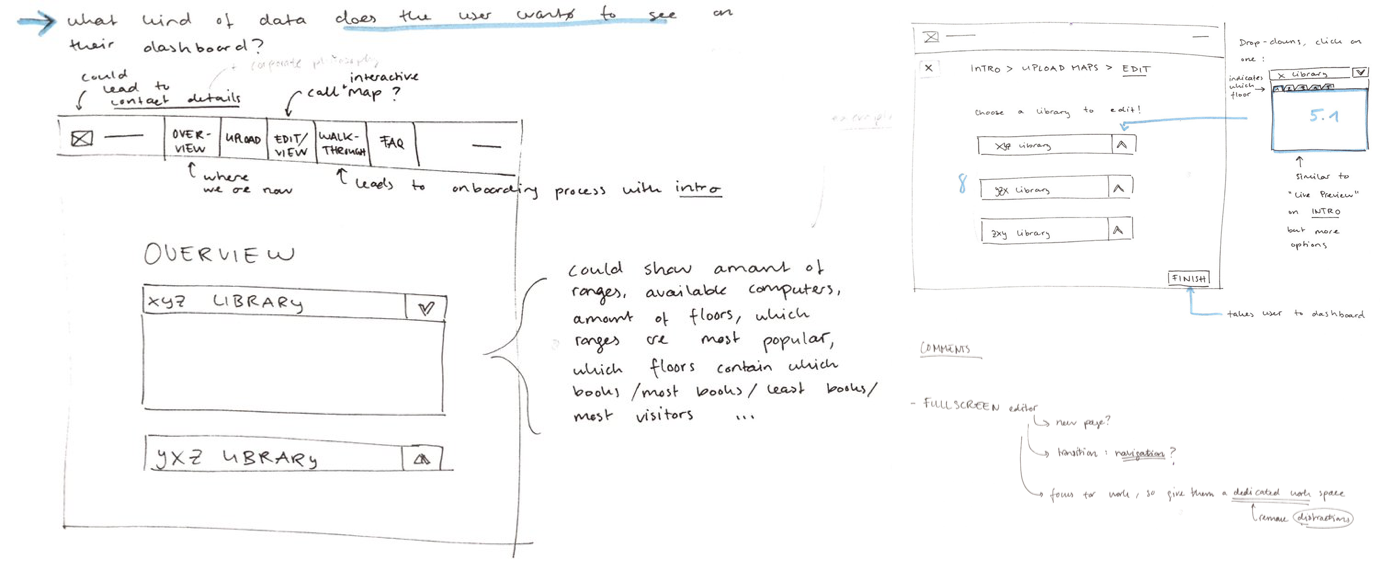 what kind of data does the user wants to see on
their dashboard?
could
lead to
contact details
interactive
call "map"?
OVER-
VIEW
UPLOAD
EDIT/
VIEW
WALK-
THROUGH
FAQ
where
we are now
leads to onboarding process with intro
OVERVIEW
xyz LIBRARY
yxz LIBRARY
could show amant of
ranges, available computers,
amount of floors, which
ranges are most popular,
which floors contain which
books / most books / least books /
most visitors ...
INTRO > UPLOAD MAPS > EDIT
Choose a library to edit!
xyz Library
8
yzx Library
zxy Library
FINISH
takes user to dashboard
Drop-downs, click on
one:
indicates
which
floor
x Library
5.1
Similar to
"Live Preview"
on INTRO
but more
options
COMMENTS
- FULLSCREEN editor
new page?
transition: navigation?
focus for work, so give them a dedicated work space
remove distractions